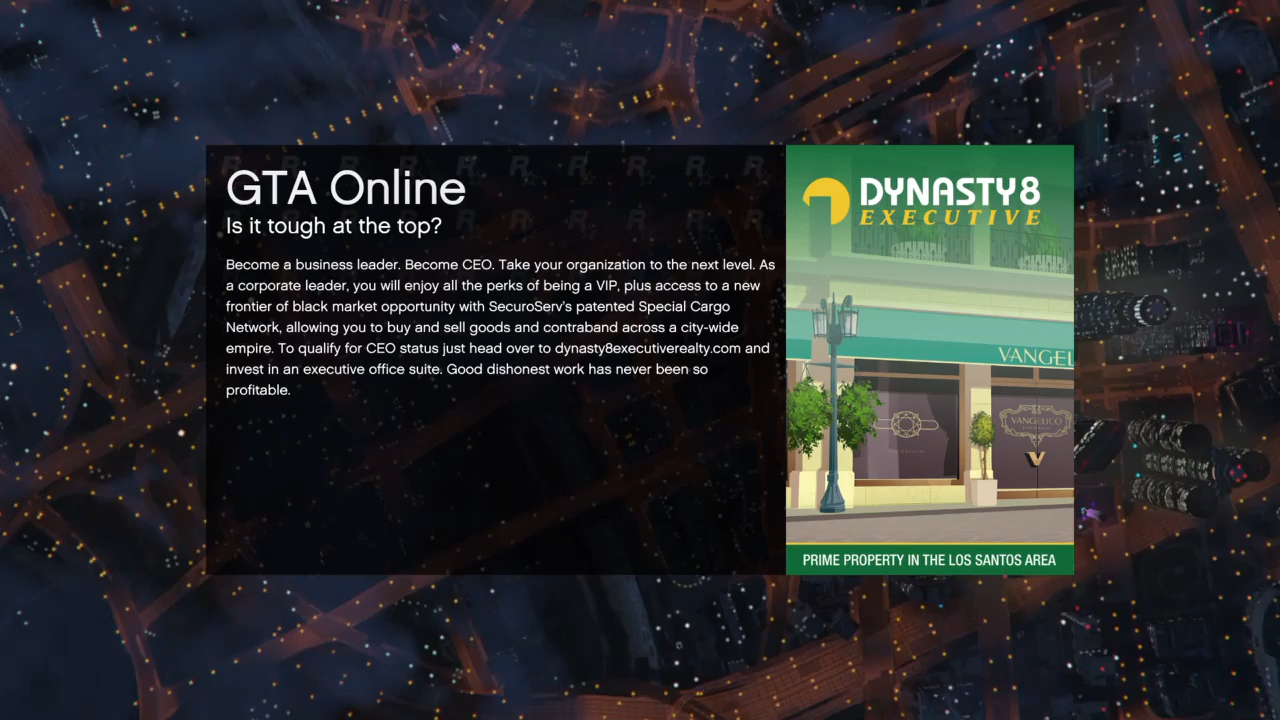 GTA Online
Is it tough at the top?
Become a business leader. Become CEO. Take your organization to the next level. As
a corporate leader, you will enjoy all the perks of being a VIP, plus access to a new
frontier of black market opportunity with SecuroServ's patented Special Cargo
Network, allowing you to buy and sell goods and contraband across a city-wide
empire. To qualify for CEO status just head over to dynasty8executiverealty.com and
invest in an executive office suite. Good dishonest work has never been so
profitable.
DYNASTY8
EXECUTIVE
VANGEL
VANGELICO
PRIME PROPERTY IN THE LOS SANTOS AREA